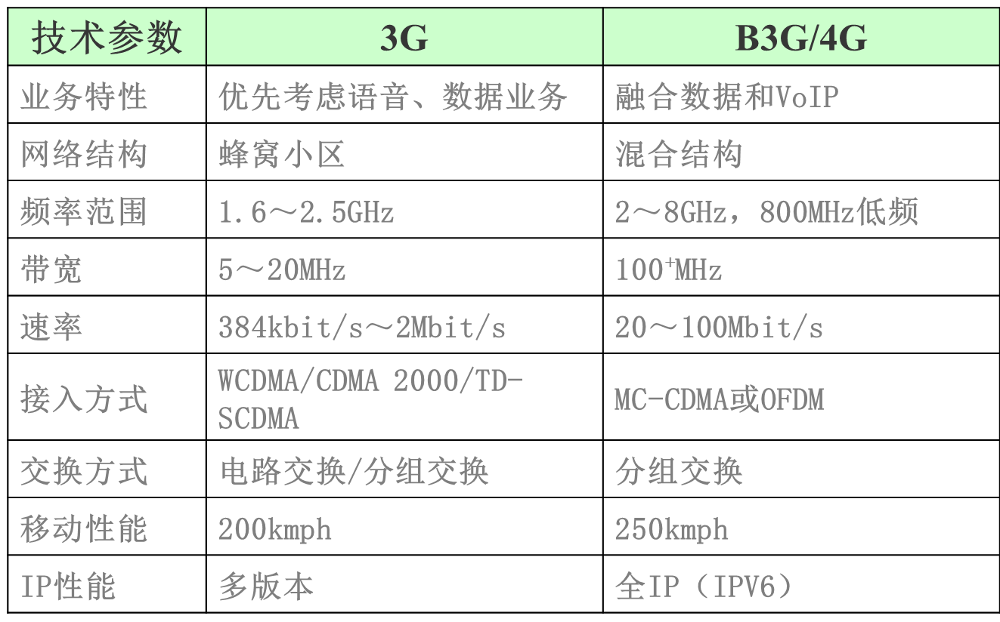 技术参数 3G B3G/4G
业务特性 优先考虑语音、数据业务 融合数据和VoIP
网络结构 蜂窝小区 混合结构
频率范围 1.6～2.5GHz 2～8GHz，800MHz低频
带宽 5～20MHz 100⁺MHz
速率 384kbit/s～2Mbit/s 20～100Mbit/s
接入方式 WCDMA/CDMA 2000/TD-
SCDMA MC-CDMA或OFDM
交换方式 电路交换/分组交换 分组交换
移动性能 200kmph 250kmph
IP性能 多版本 全IP（IPV6）